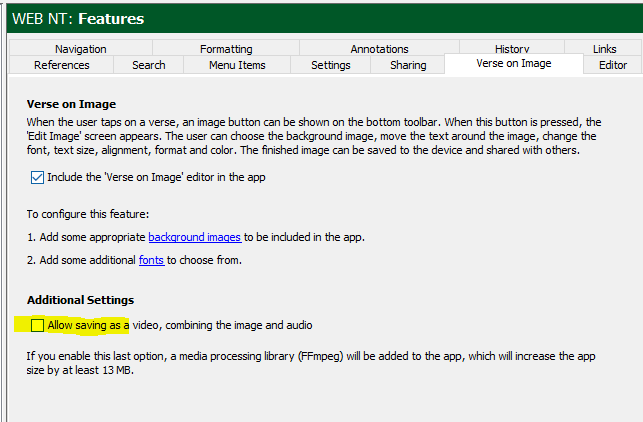 WEB NT: Features
Navigation Formatting Annotations History Links
References Search Menu Items Settings Sharing Verse on Image Editor
Verse on Image
When the user taps on a verse, an image button can be shown on the bottom toolbar. When this button is pressed, the
'Edit Image' screen appears. The user can choose the background image, move the text around the image, change the
font, text size, alignment, format and color. The finished image can be saved to the device and shared with others.
Include the 'Verse on Image' editor in the app
To configure this feature:
1. Add some appropriate background images to be included in the app.
2. Add some additional fonts to choose from.
Additional Settings
Allow saving as a video, combining the image and audio
If you enable this last option, a media processing library (FFmpeg) will be added to the app, which will increase the app
size by at least 13 MB.